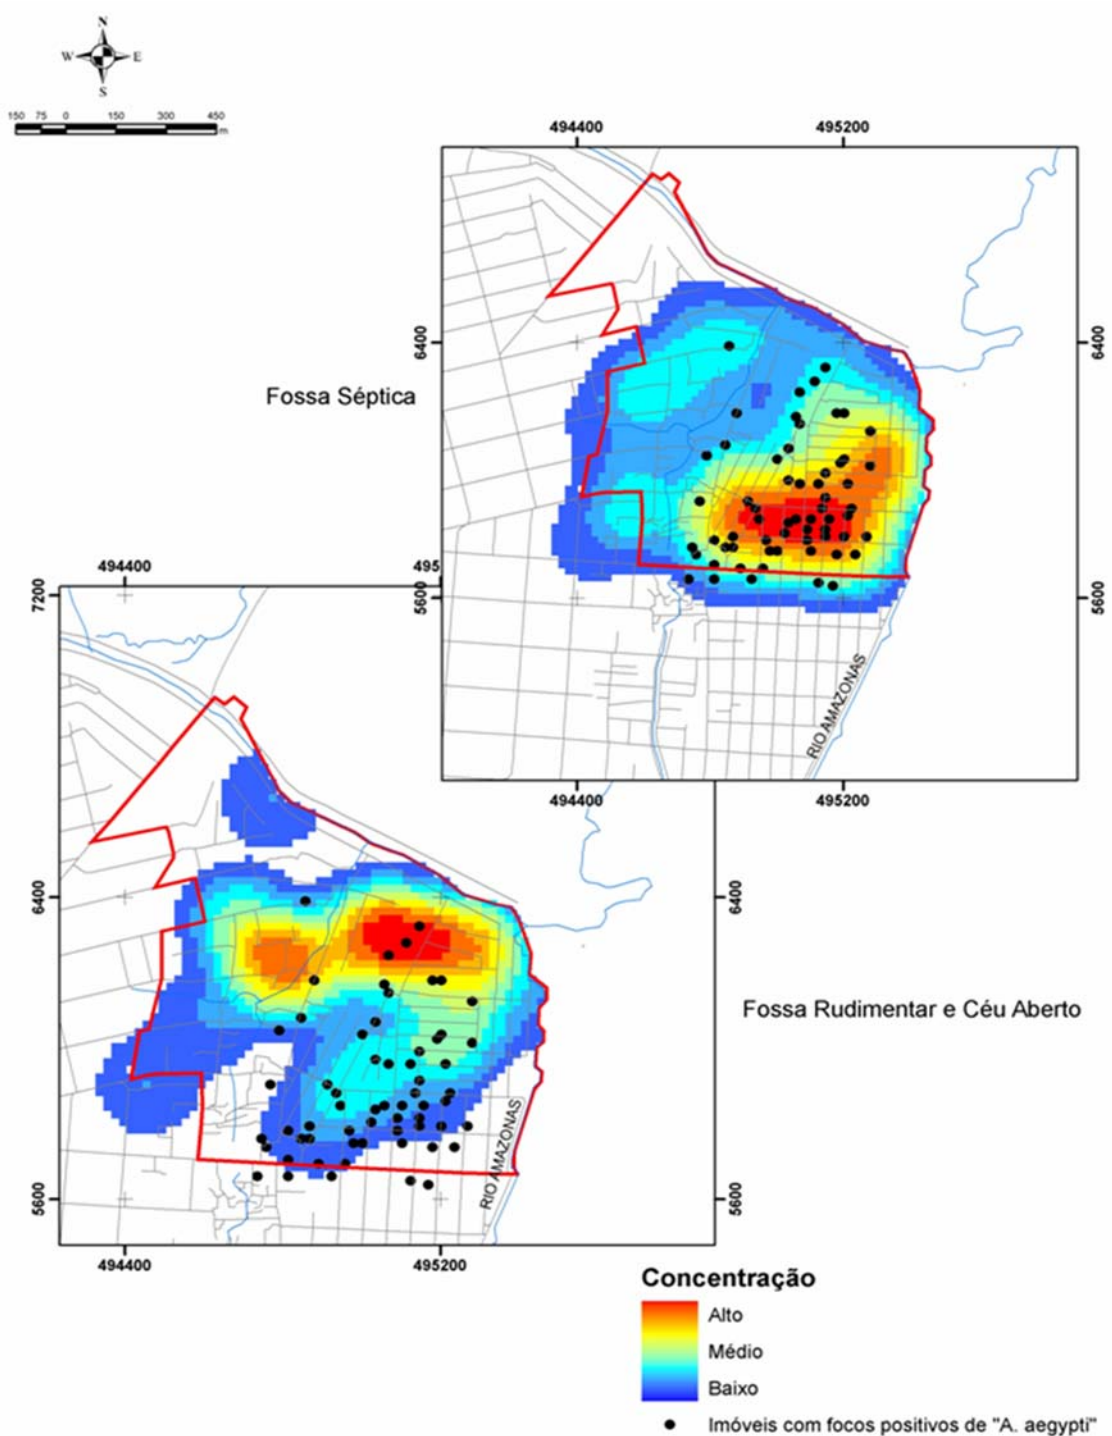 N
W E
S
150 75 0 150 300 450
m
494400 495200
6400 6400
Fossa Séptica
5600 5600
RIO AMAZONAS
494400 495200
494400 495
7200
6400 6400
Fossa Rudimentar e Céu Aberto
RIO AMAZONAS
5600 5600
494400 495200
Concentração
Alto
Médio
Baixo
Imóveis com focos positivos de "A. aegypti"